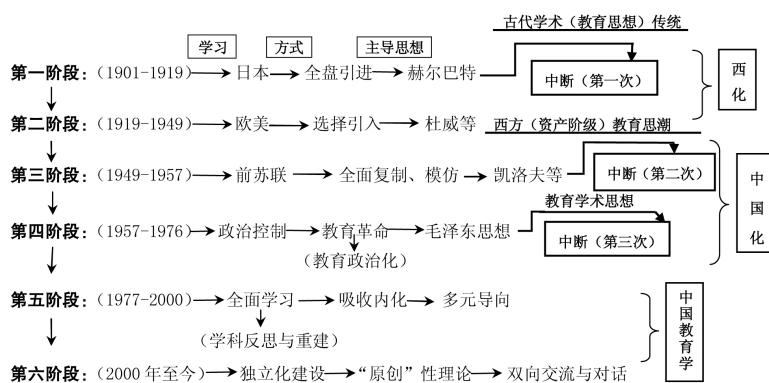 古代学术（教育思想）传统
学习 方式 主导思想
第一阶段：（1901-1919） 日本 全盘引进 赫尔巴特 中断（第一次）
西化
第二阶段：（1919-1949） 欧美 选择引入 杜威等 西方（资产阶级）教育思潮
第三阶段：（1949-1957） 前苏联 全面复制、模仿 凯洛夫等 中断（第二次）
中国化
教育学术思想
第四阶段：（1957-1976） 政治控制 教育革命 毛泽东思想 中断（第三次）
（教育政治化）
第五阶段：（1977-2000） 全面学习 吸收内化 多元导向
中国教育学
（学科反思与重建）
第六阶段：（2000 年至今） 独立化建设 “原创”性理论 双向交流与对话